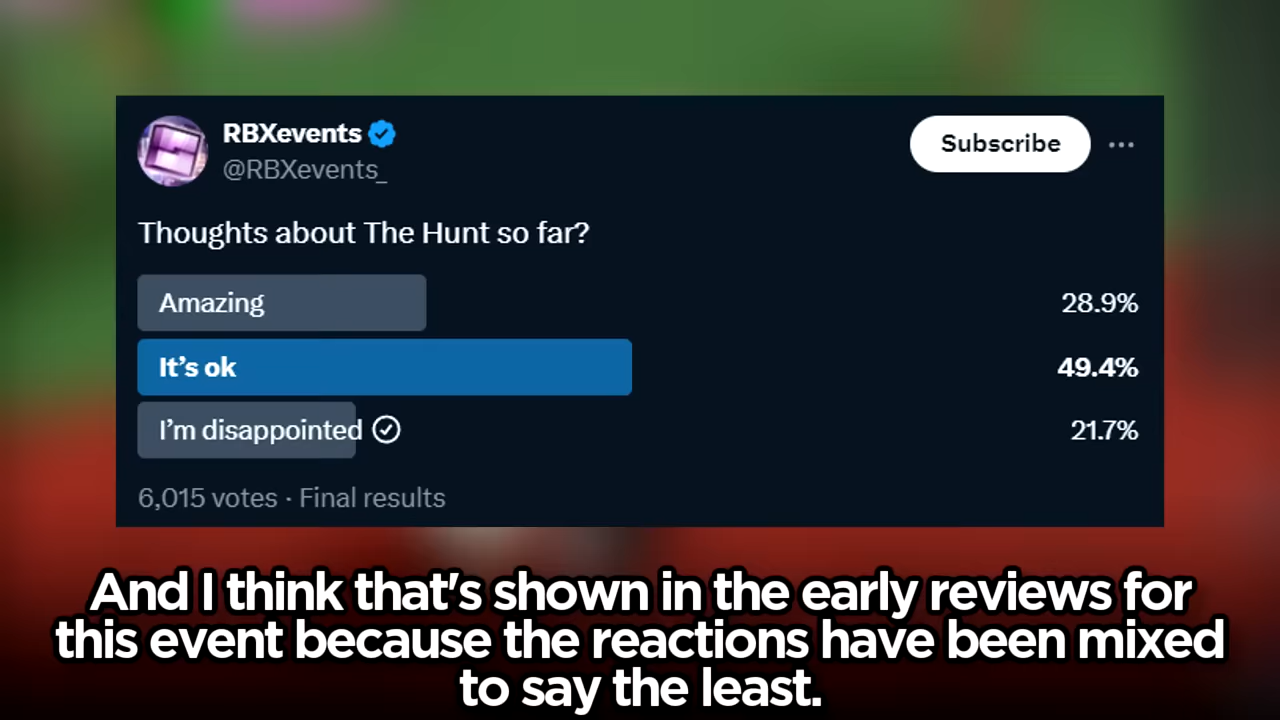 RBXevents
@RBXevents_
Subscribe
Thoughts about The Hunt so far?
Amazing 28.9%
It’s ok 49.4%
I’m disappointed 21.7%
6,015 votes · Final results
And I think that's shown in the early reviews for
this event because the reactions have been mixed
to say the least.